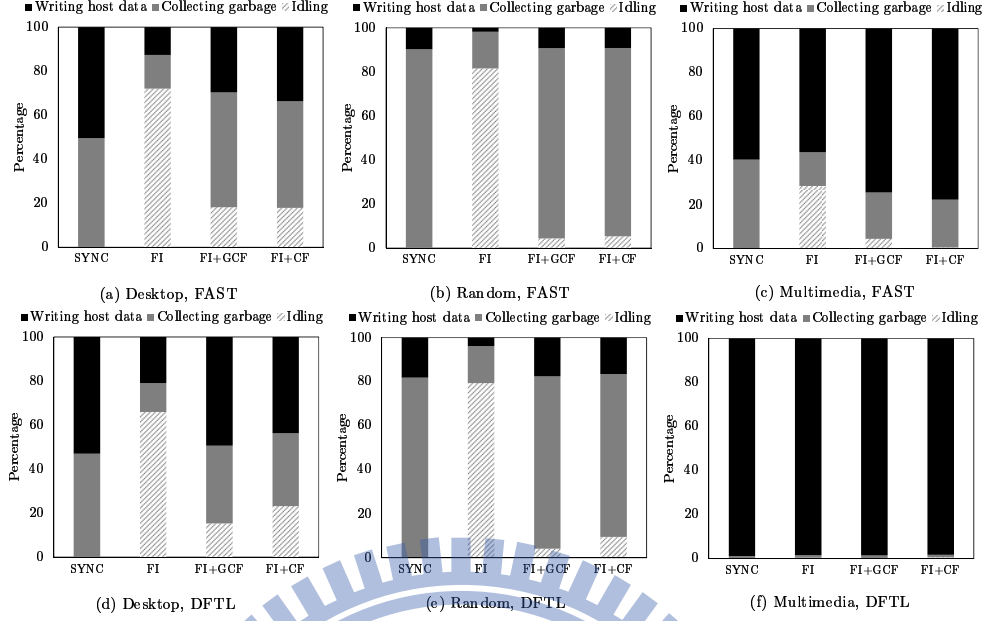 Writing host data Collecting garbage Idling
Percentage
100
80
60
40
20
0
SYNC FI FI+GCF FI+CF
(a) Desktop, FAST
Writing host data Collecting garbage Idling
Percentage
100
80
60
40
20
0
SYNC FI FI+GCF FI+CF
(b) Random, FAST
Writing host data Collecting garbage Idling
Percentage
100
80
60
40
20
0
SYNC FI FI+GCF FI+CF
(c) Multimedia, FAST
Writing host data Collecting garbage Idling
Percentage
100
80
60
40
20
0
SYNC FI FI+GCF FI+CF
(d) Desktop, DFTL
Writing host data Collecting garbage Idling
Percentage
100
80
60
40
20
0
SYNC FI FI+GCF FI+CF
(e) Random, DFTL
Writing host data Collecting garbage Idling
Percentage
100
80
60
40
20
0
SYNC FI FI+GCF FI+CF
(f) Multimedia, DFTL